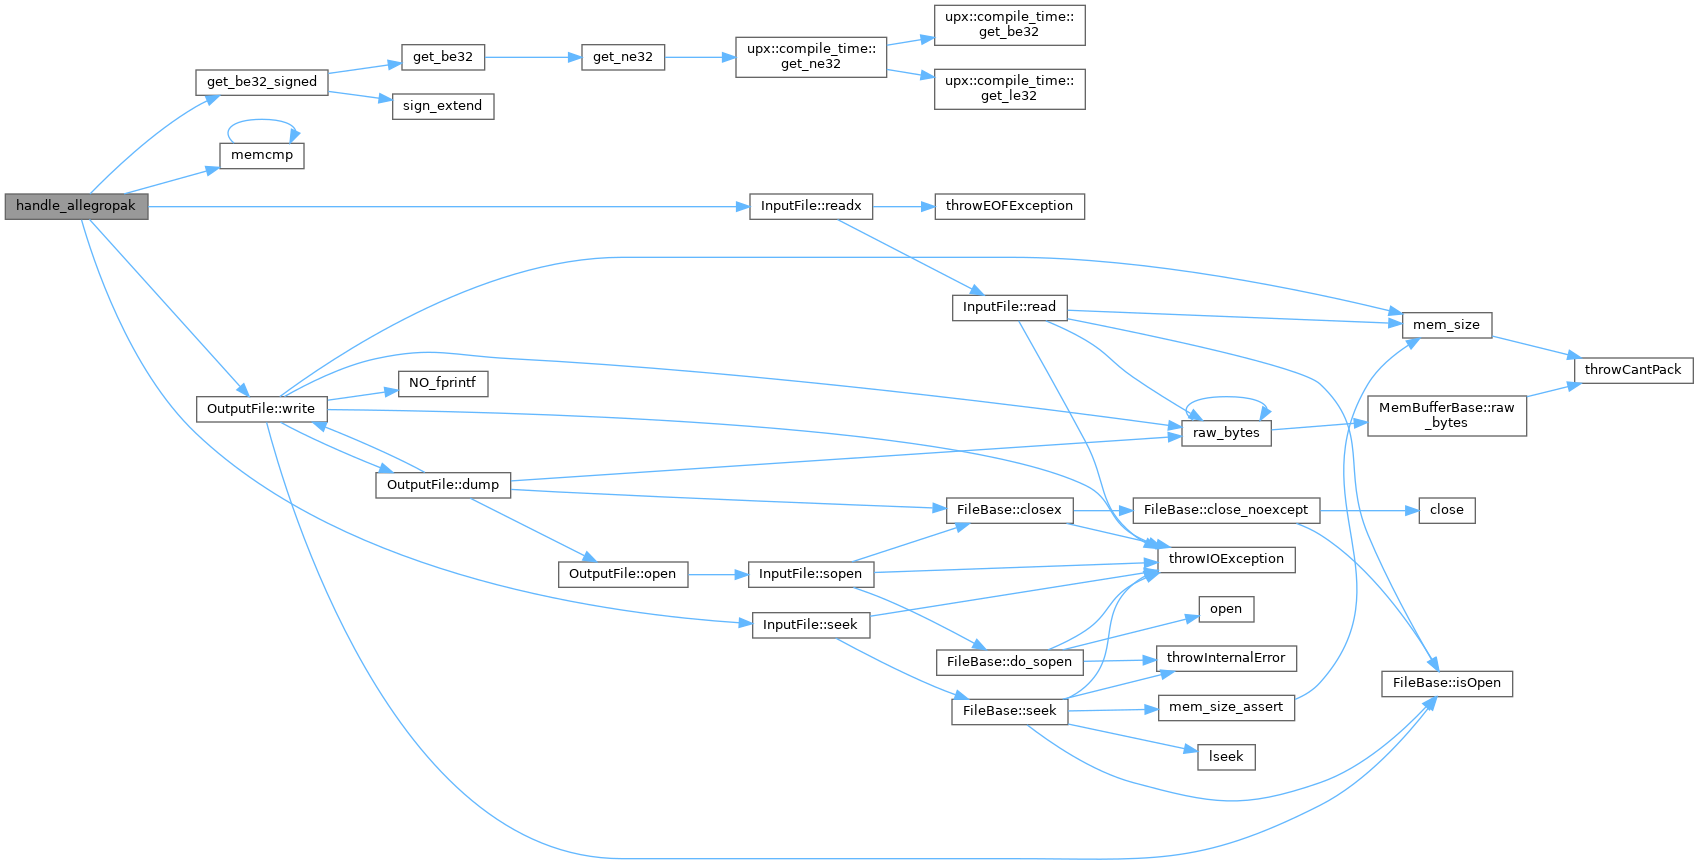 upx::compile_time::
get_be32
get_be32
get_ne32
upx::compile_time::
get_ne32
get_be32_signed
upx::compile_time::
get_le32
sign_extend
memcmp
handle_allegropak
InputFile::readx
throwEOFException
InputFile::read
mem_size
throwCantPack
NO_fprintf
OutputFile::write
MemBufferBase::raw
_bytes
raw_bytes
OutputFile::dump
FileBase::closex
FileBase::close_noexcept
close
throwIOException
OutputFile::open
InputFile::sopen
open
InputFile::seek
FileBase::do_sopen
throwInternalError
FileBase::isOpen
FileBase::seek
mem_size_assert
lseek